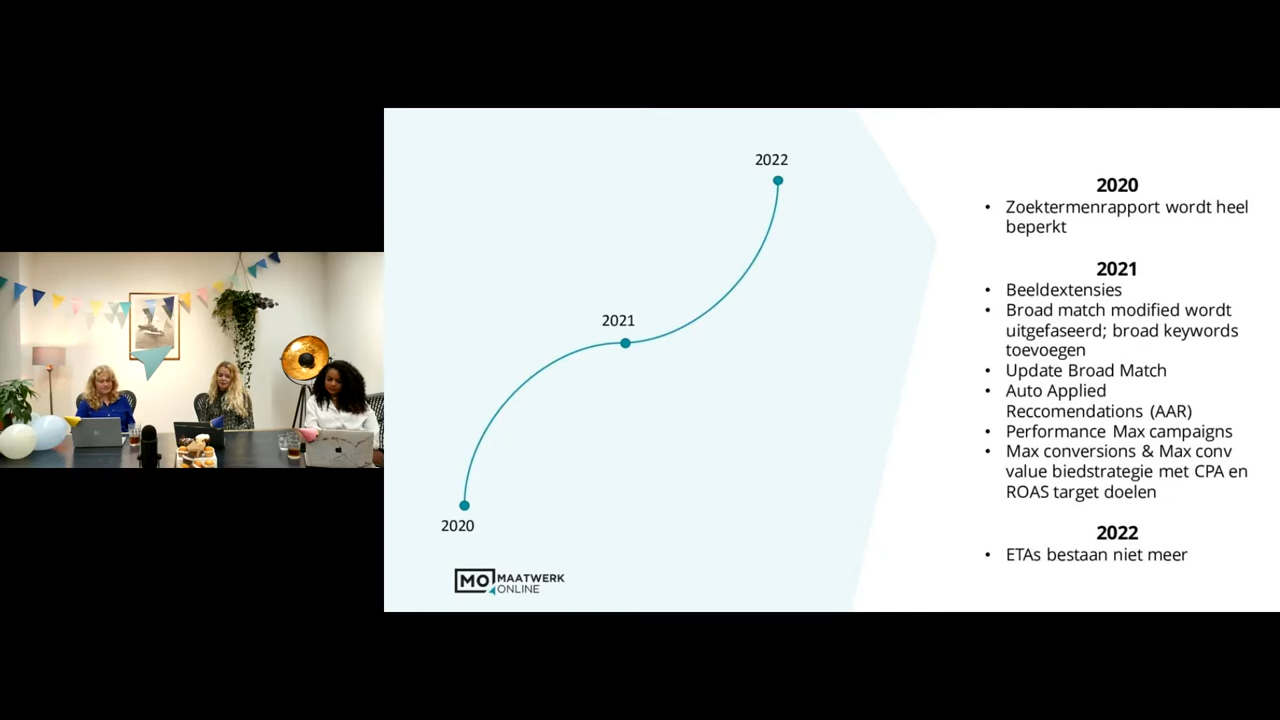 2022
2021
2020
MO MAATWERK
ONLINE
2020
• Zoektermenrapport wordt heel
beperkt
2021
• Beeldextensies
• Broad match modified wordt
uitgefaseerd; broad keywords
toevoegen
• Update Broad Match
• Auto Applied
Reccomendations (AAR)
• Performance Max campaigns
• Max conversions & Max conv
value biedstrategie met CPA en
ROAS target doelen
2022
• ETAs bestaan niet meer